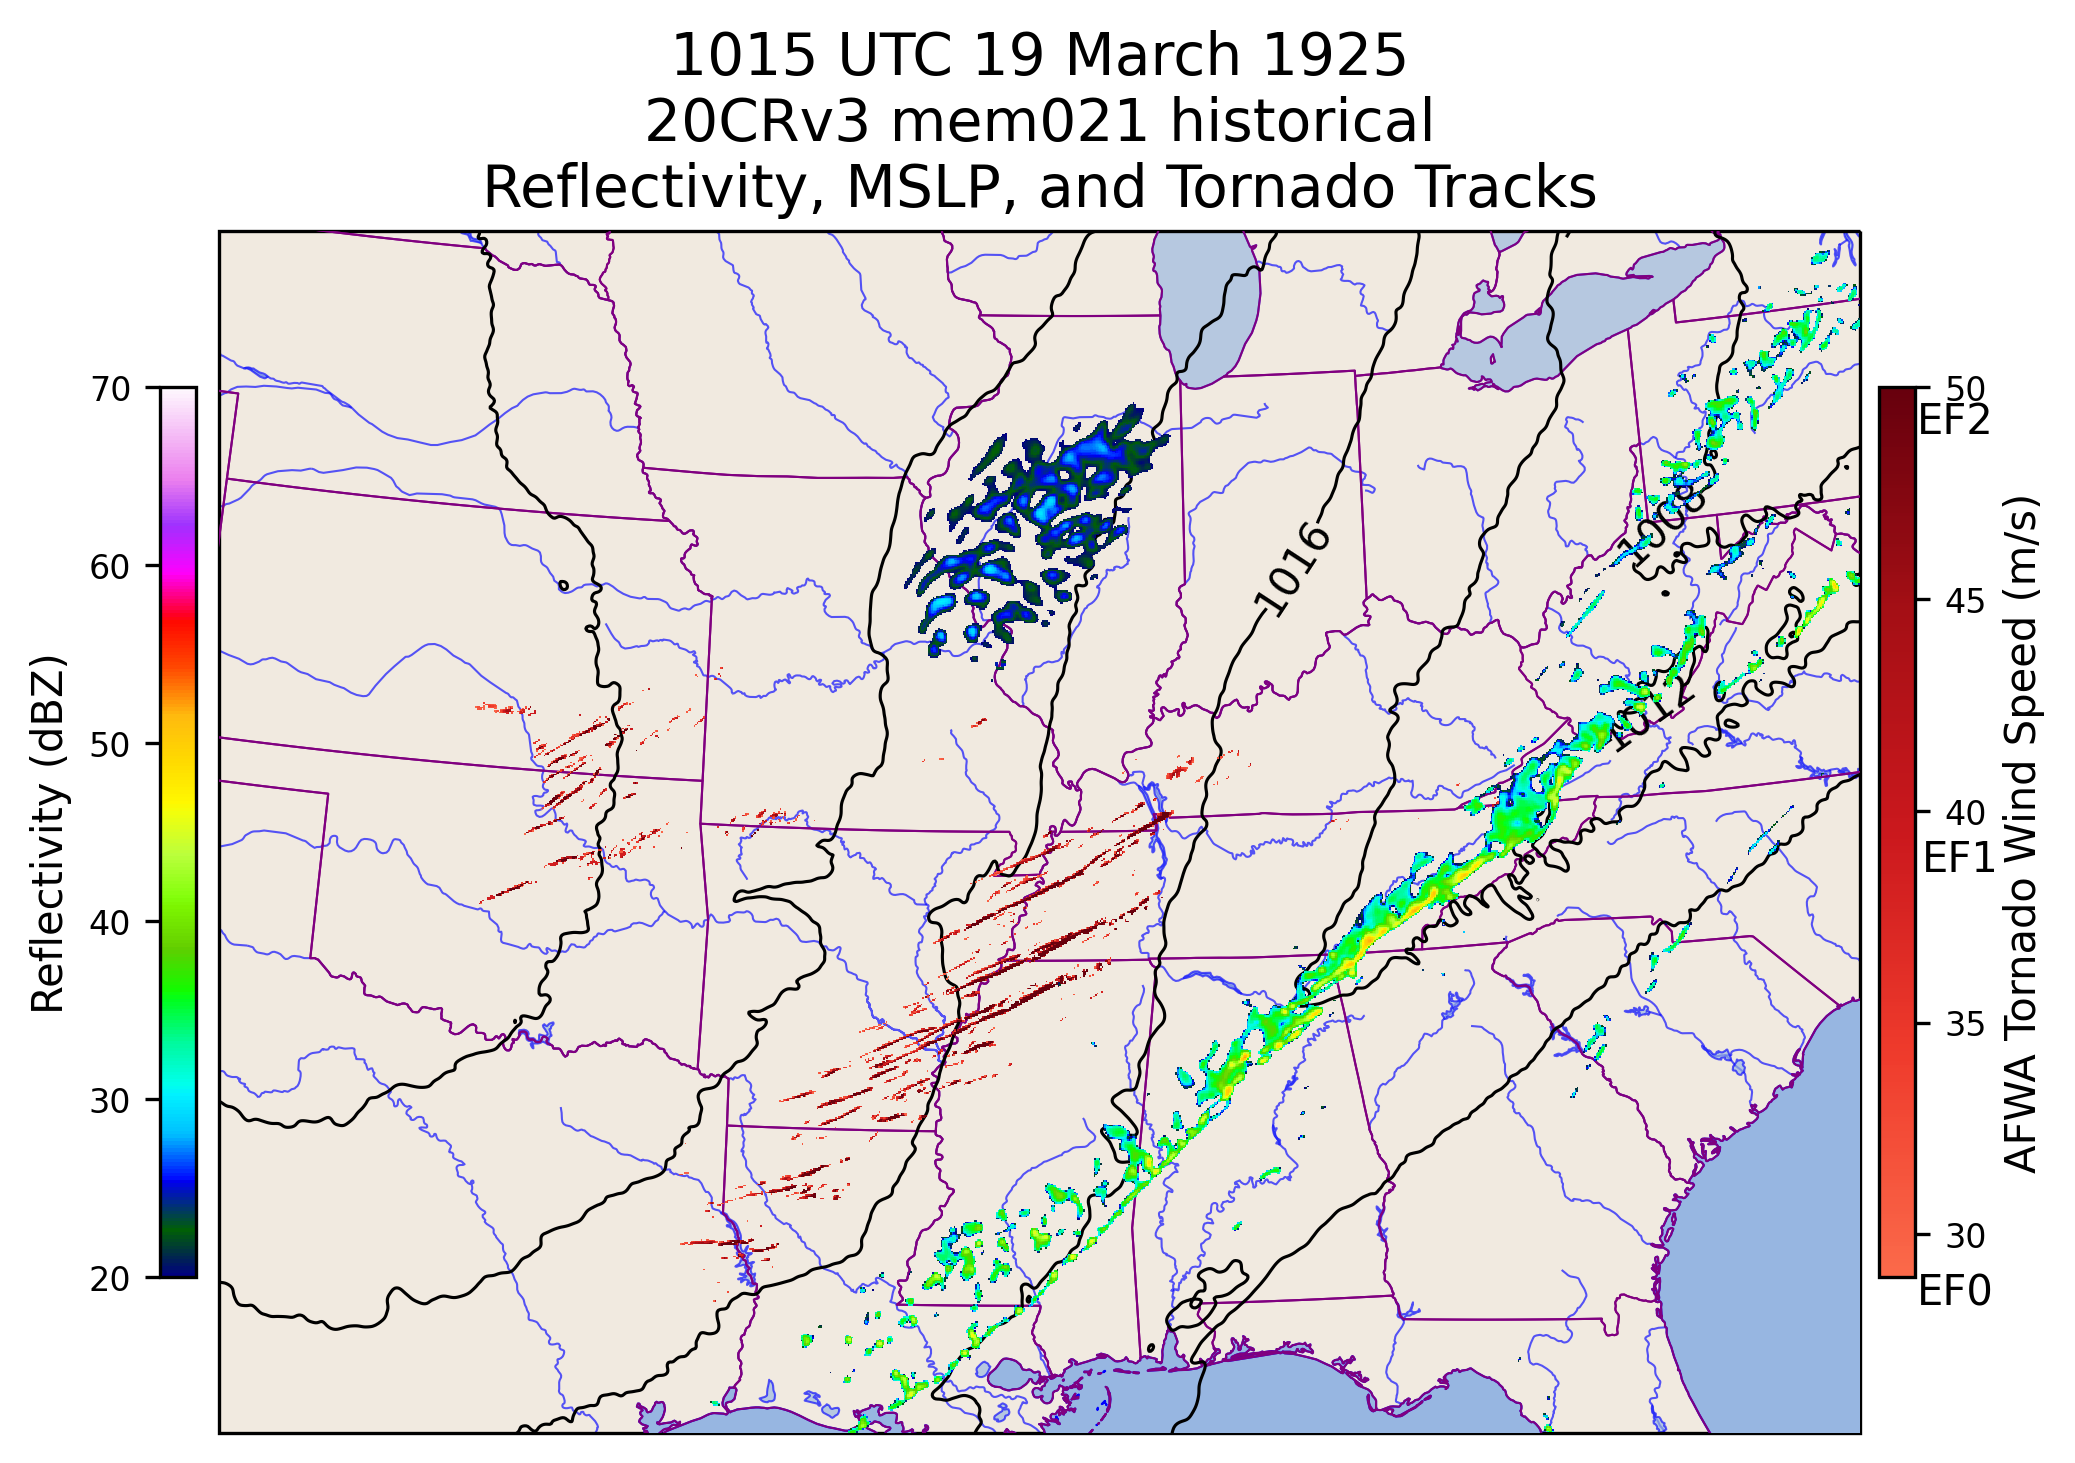 1015 UTC 19 March 1925
20CRv3 mem021 historical
Reflectivity, MSLP, and Tornado Tracks
70
60
50
40
30
20
Reflectivity (dBZ)
1016
1008
1012
50
EF2
45
40
EF1
35
30
EF0
AFWA Tornado Wind Speed (m/s)